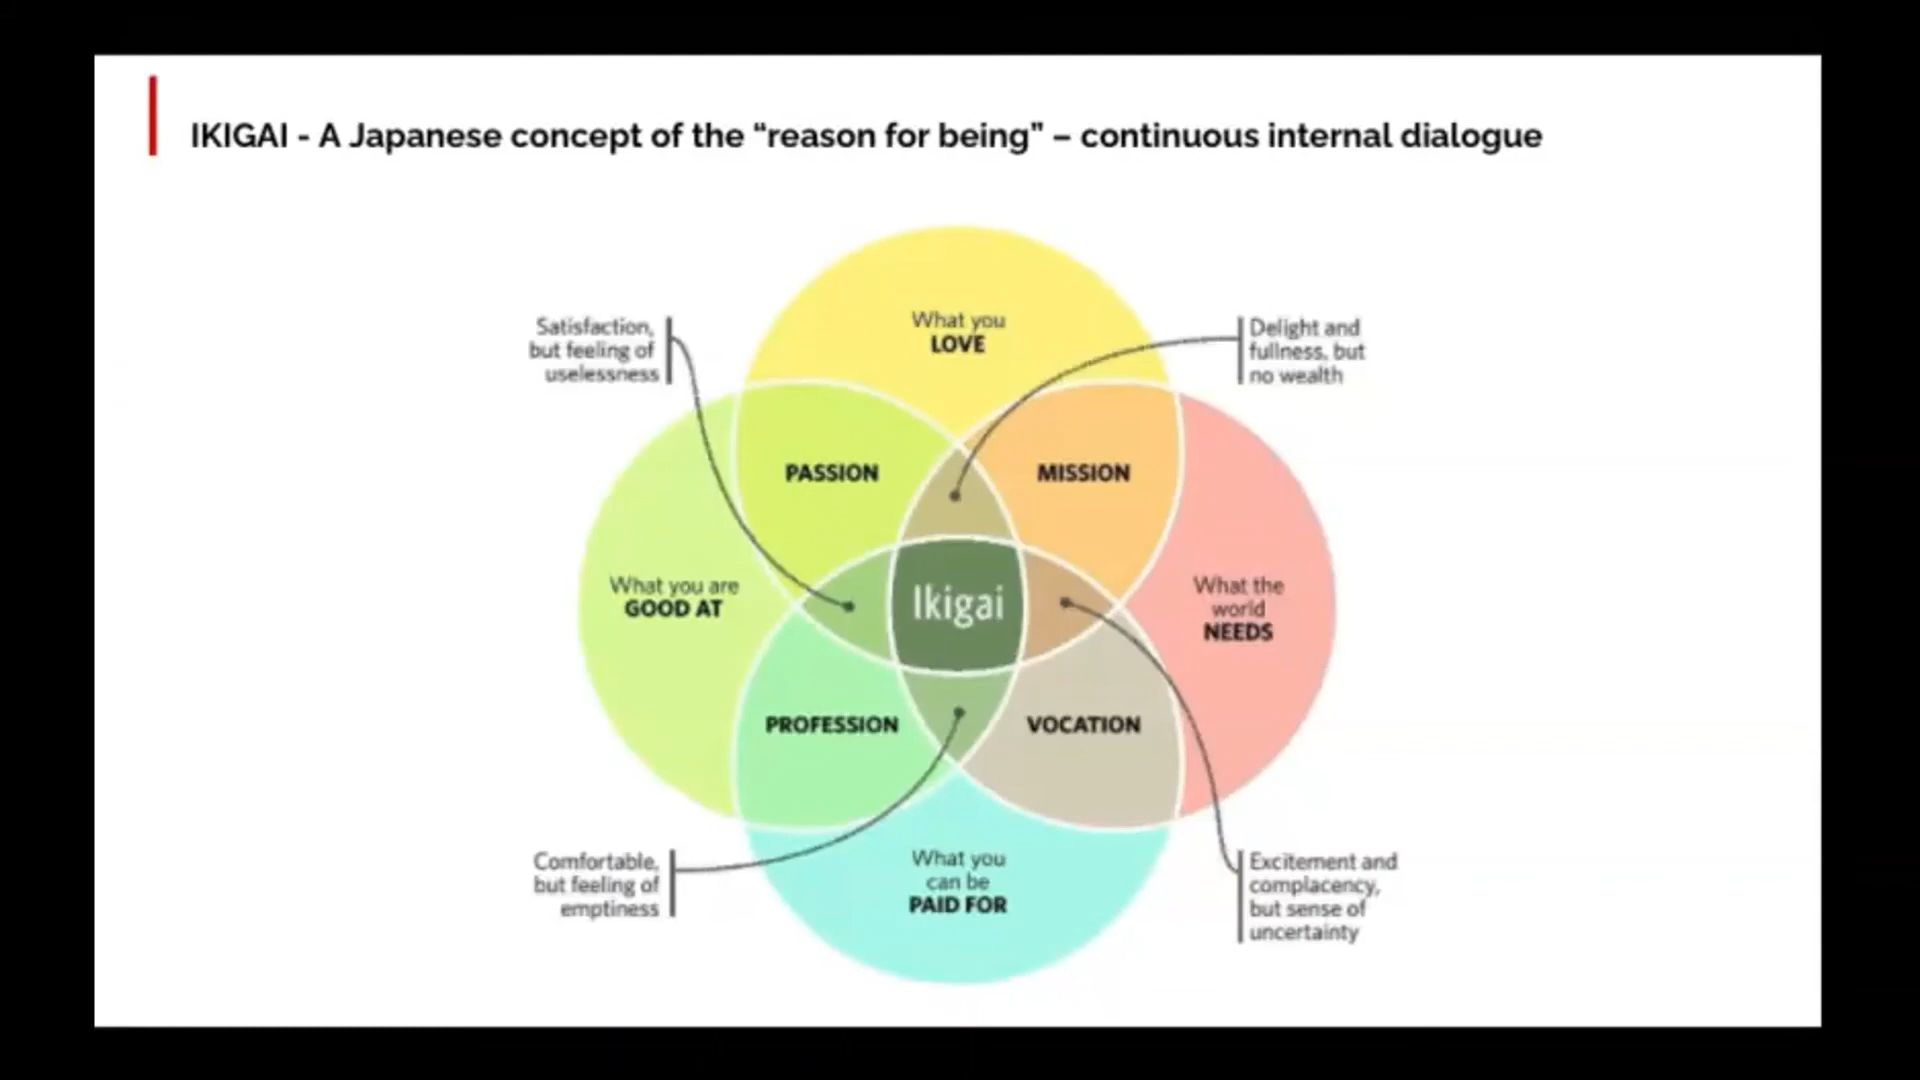 IKIGAI - A Japanese concept of the “reason for being” – continuous internal dialogue
What you
LOVE
Satisfaction,
but feeling of
uselessness
Delight and
fullness, but
no wealth
PASSION
MISSION
What you are
GOOD AT
Ikigai
What the
world
NEEDS
PROFESSION
VOCATION
What you
can be
PAID FOR
Comfortable,
but feeling of
emptiness
Excitement and
complacency,
but sense of
uncertainty